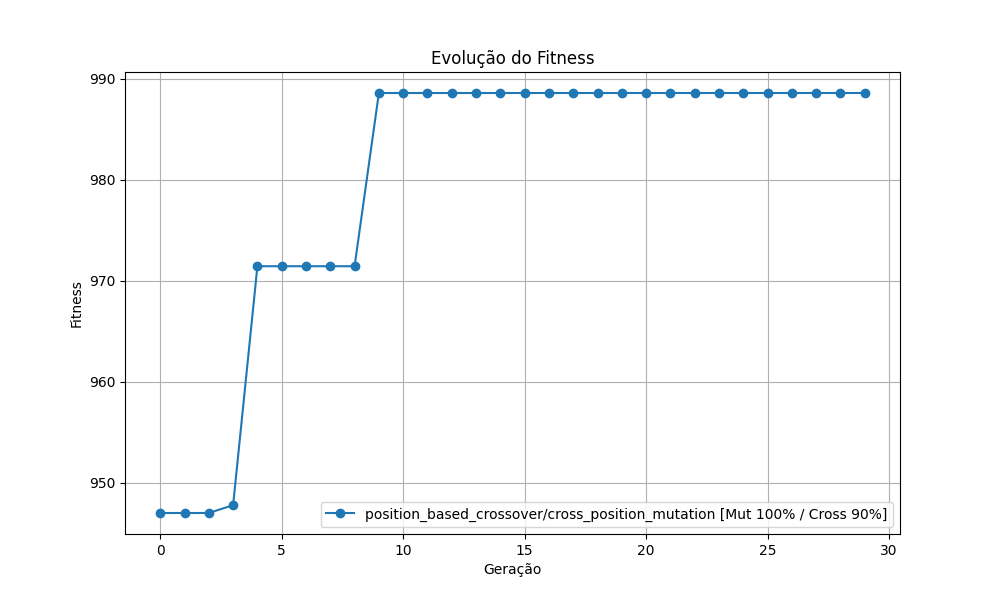 Evolução do Fitness
990
980
970
960
950
Fitness
0 5 10 15 20 25 30
Geração
position_based_crossover/cross_position_mutation [Mut 100% / Cross 90%]